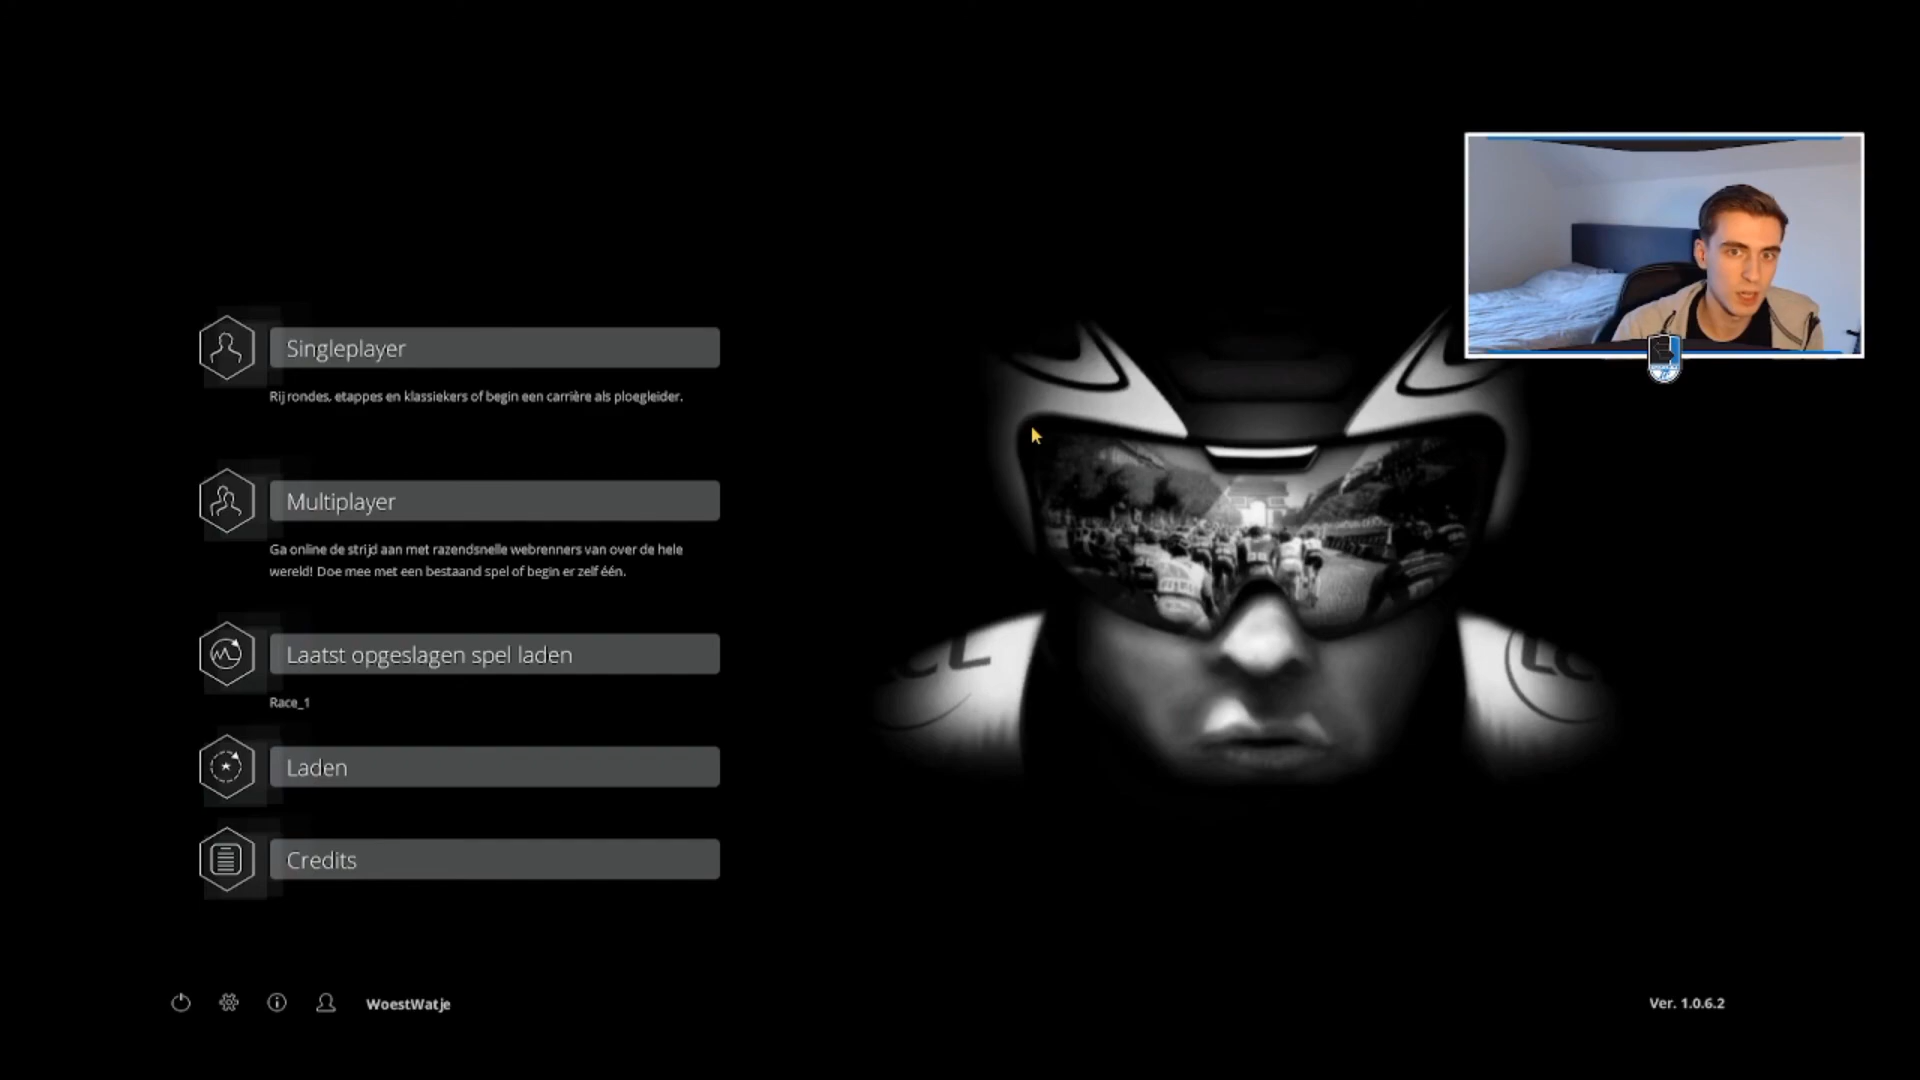 Singleplayer
Rij rondes, etappes en klassiekers of begin een carrière als ploegleider.
Multiplayer
Ga online de strijd aan met razendsnelle webrenners van over de hele
wereld! Doe mee met een bestaand spel of begin er zelf één.
Laatst opgeslagen spel laden
Race_1
Laden
Credits
WoestWatje
Ver. 1.0.6.2